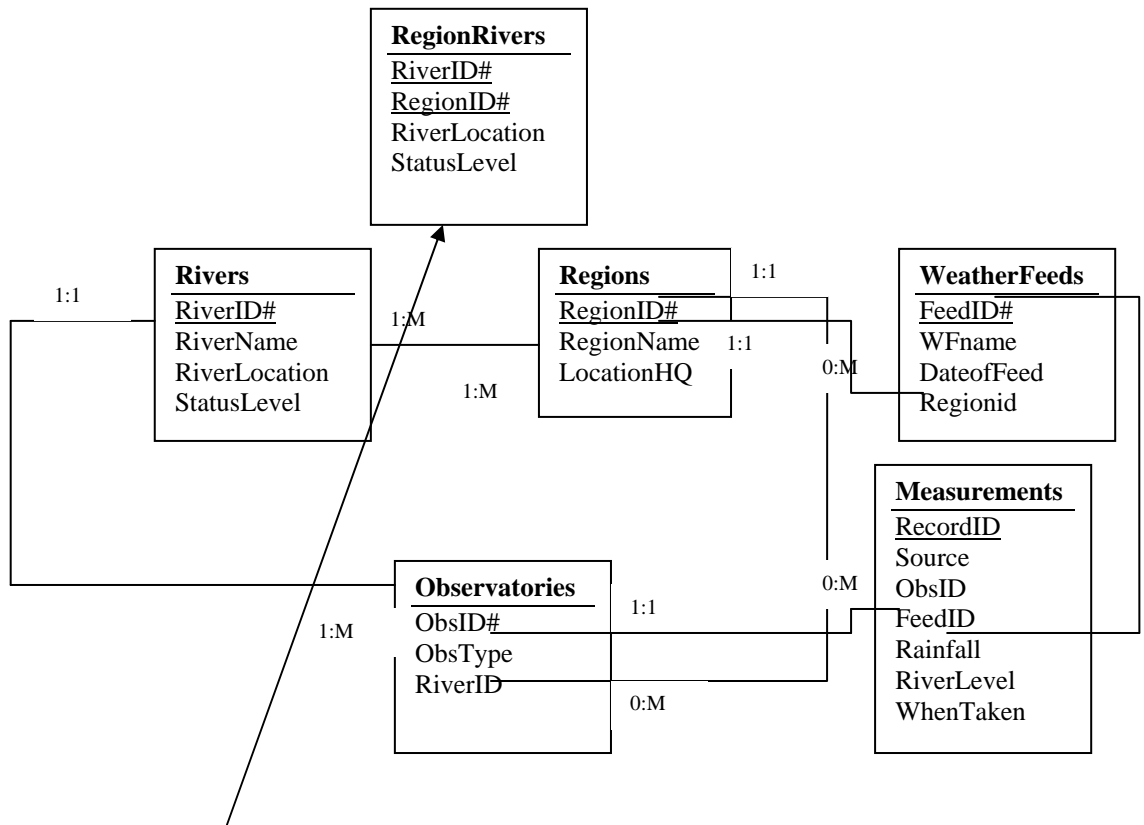 RegionRivers
RiverID#
RegionID#
RiverLocation
StatusLevel
Rivers
RiverID#
RiverName
RiverLocation
StatusLevel
Regions
RegionID#
RegionName
LocationHQ
WeatherFeeds
FeedID#
WFname
DateofFeed
Regionid
Measurements
RecordID
Source
ObsID
FeedID
Rainfall
RiverLevel
WhenTaken
Observatories
ObsID#
ObsType
RiverID
1:1
1:M
1:M
1:1
1:1
0:M
0:M
1:1
0:M
1:M